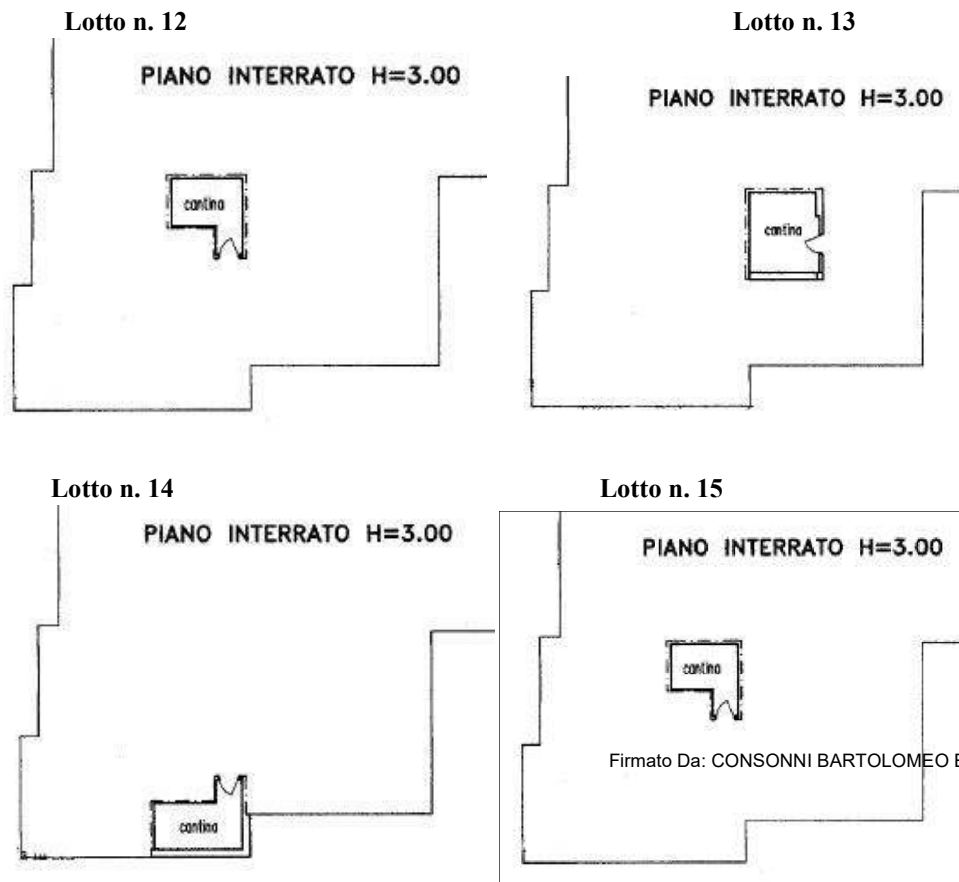 Lotto n. 12
PIANO INTERRATO H=3.00
cantina
Lotto n. 13
PIANO INTERRATO H=3.00
cantina
Lotto n. 14
PIANO INTERRATO H=3.00
cantina
Lotto n. 15
PIANO INTERRATO H=3.00
cantina
Firmato Da: CONSONNI BARTOLOMEO E